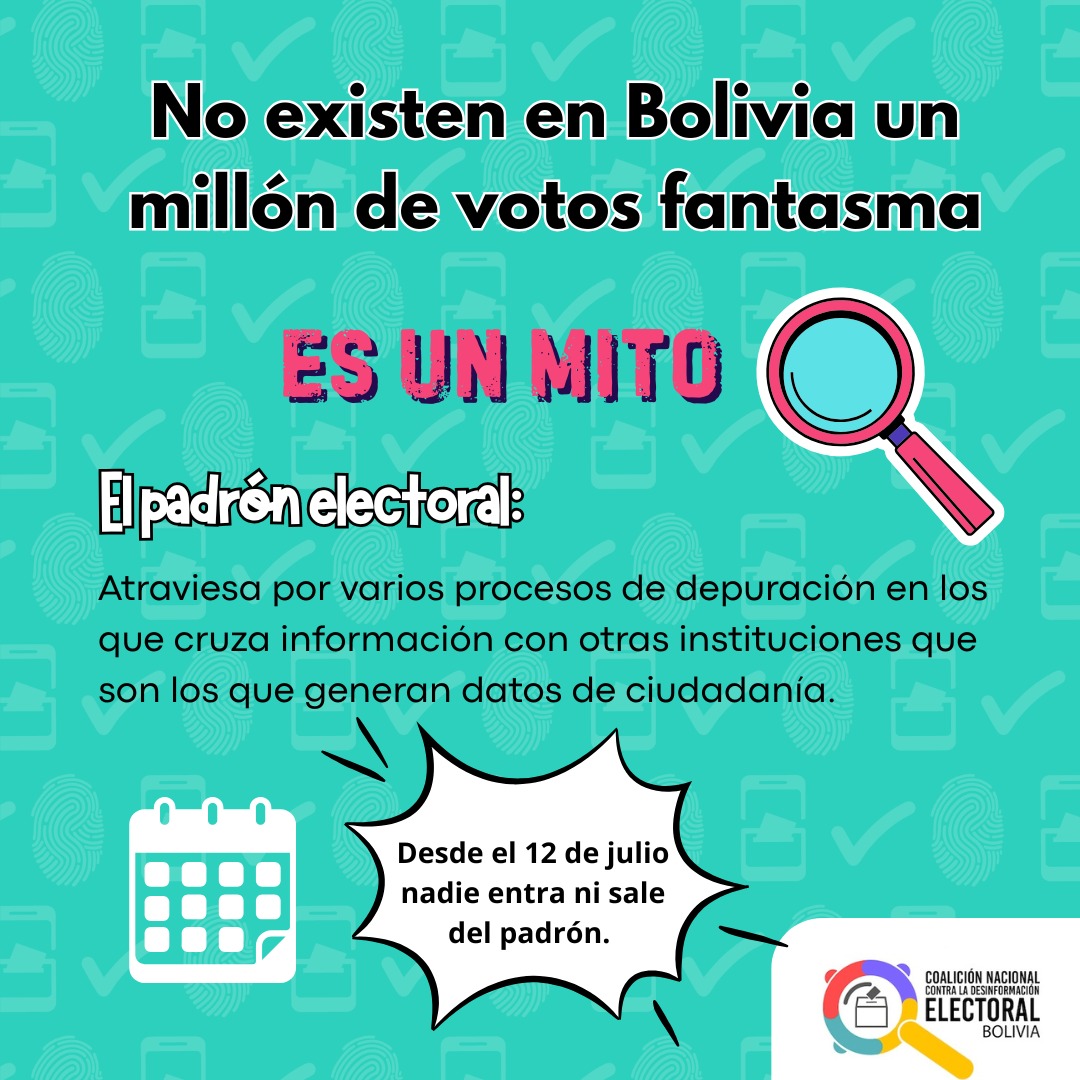 No existen en Bolivia un
millón de votos fantasma
ES UN MITO
El padrón electoral:
Atraviesa por varios procesos de depuración en los
que cruza información con otras instituciones que
son los que generan datos de ciudadanía.
Desde el 12 de julio
nadie entra ni sale
del padrón.
COALICIÓN NACIONAL
CONTRA LA DESINFORMACIÓN
ELECTORAL
BOLIVIA